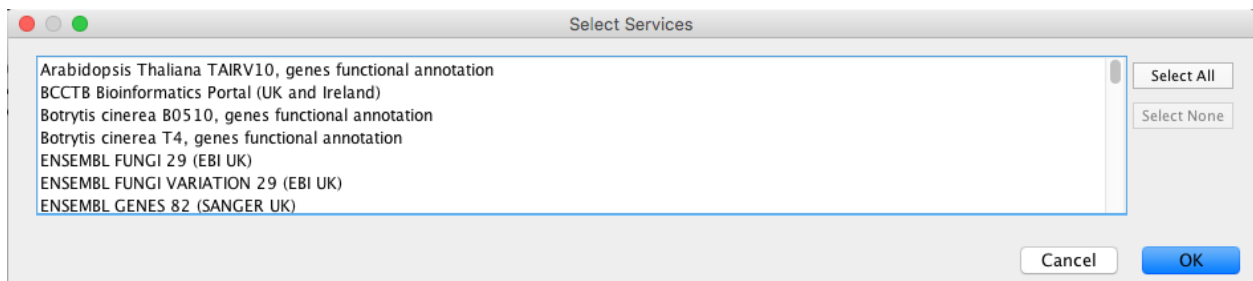 Select Services
Arabidopsis Thaliana TAIRV10, genes functional annotation
BCCTB Bioinformatics Portal (UK and Ireland)
Botrytis cinerea B0510, genes functional annotation
Botrytis cinerea T4, genes functional annotation
ENSEMBL FUNGI 29 (EBI UK)
ENSEMBL FUNGI VARIATION 29 (EBI UK)
ENSEMBL GENES 82 (SANGER UK)
Select All
Select None
Cancel
OK